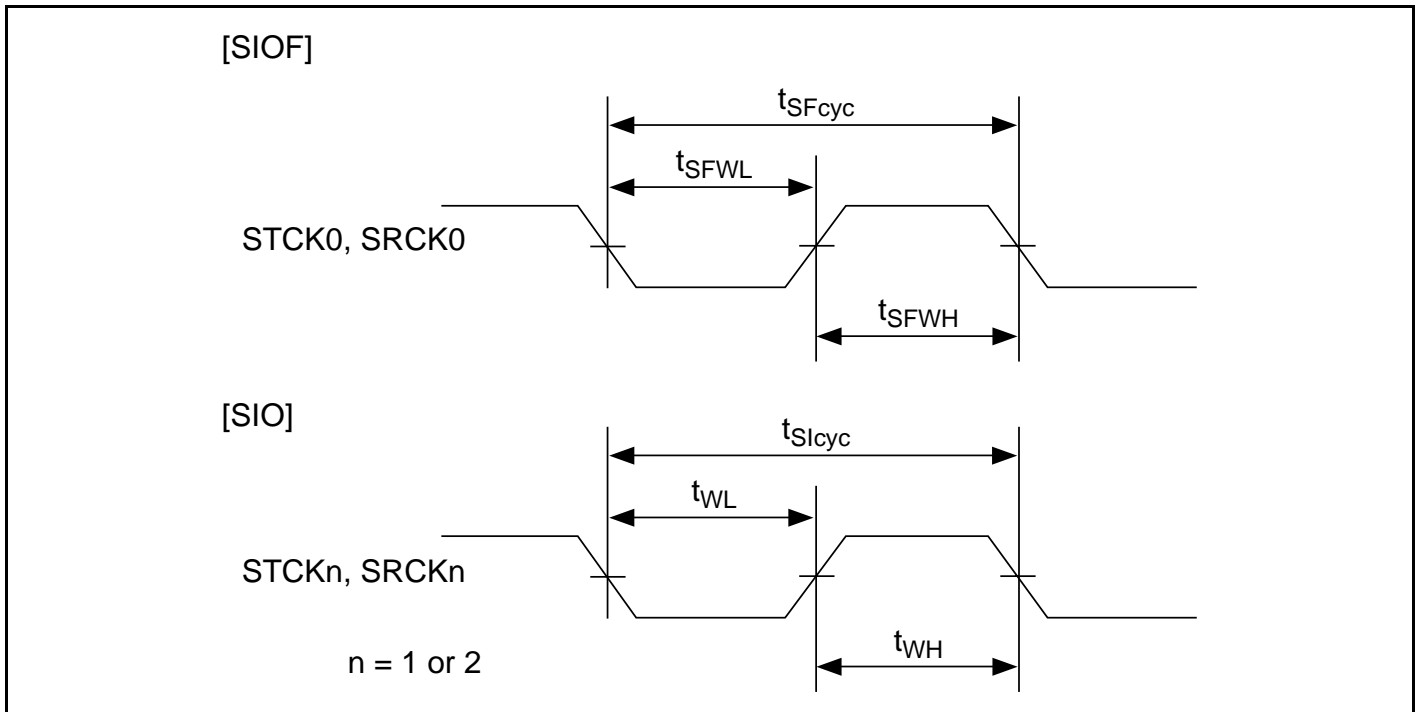 [SIOF]
tSFcyc
tSFWL
STCK0, SRCK0
tSFWH
[SIO]
tSIcyc
tWL
STCKn, SRCKn
tWH
n = 1 or 2